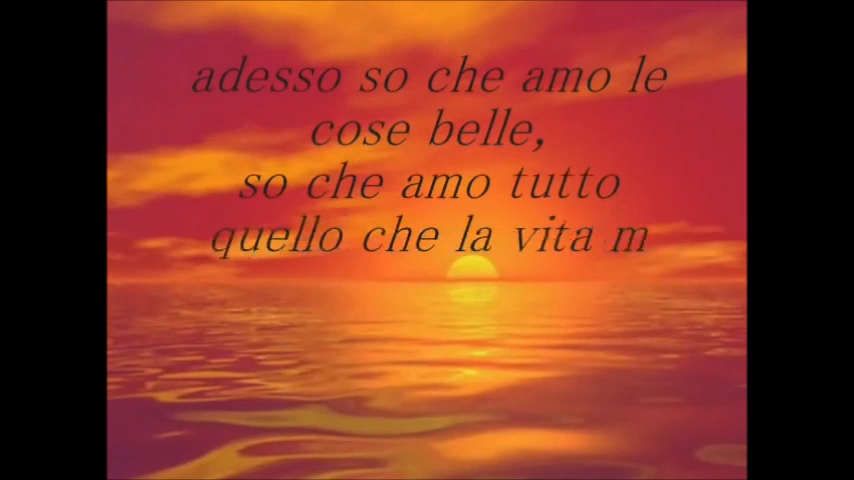 adesso so che amo le
cose belle,
so che amo tutto
quello che la vita m